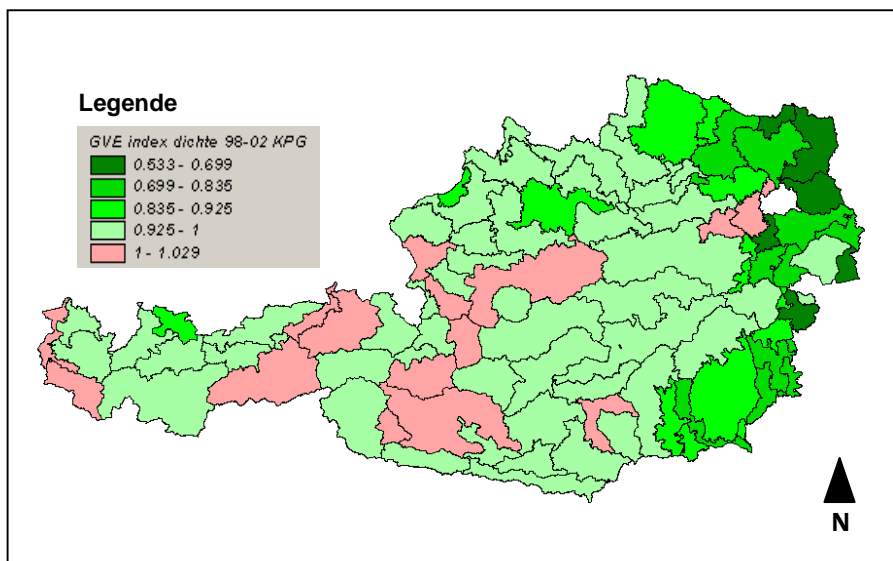 Legende
GVE index dichte 98-02 KPG
0.533 - 0.699
0.699 - 0.835
0.835 - 0.925
0.925 - 1
1 - 1.029
N